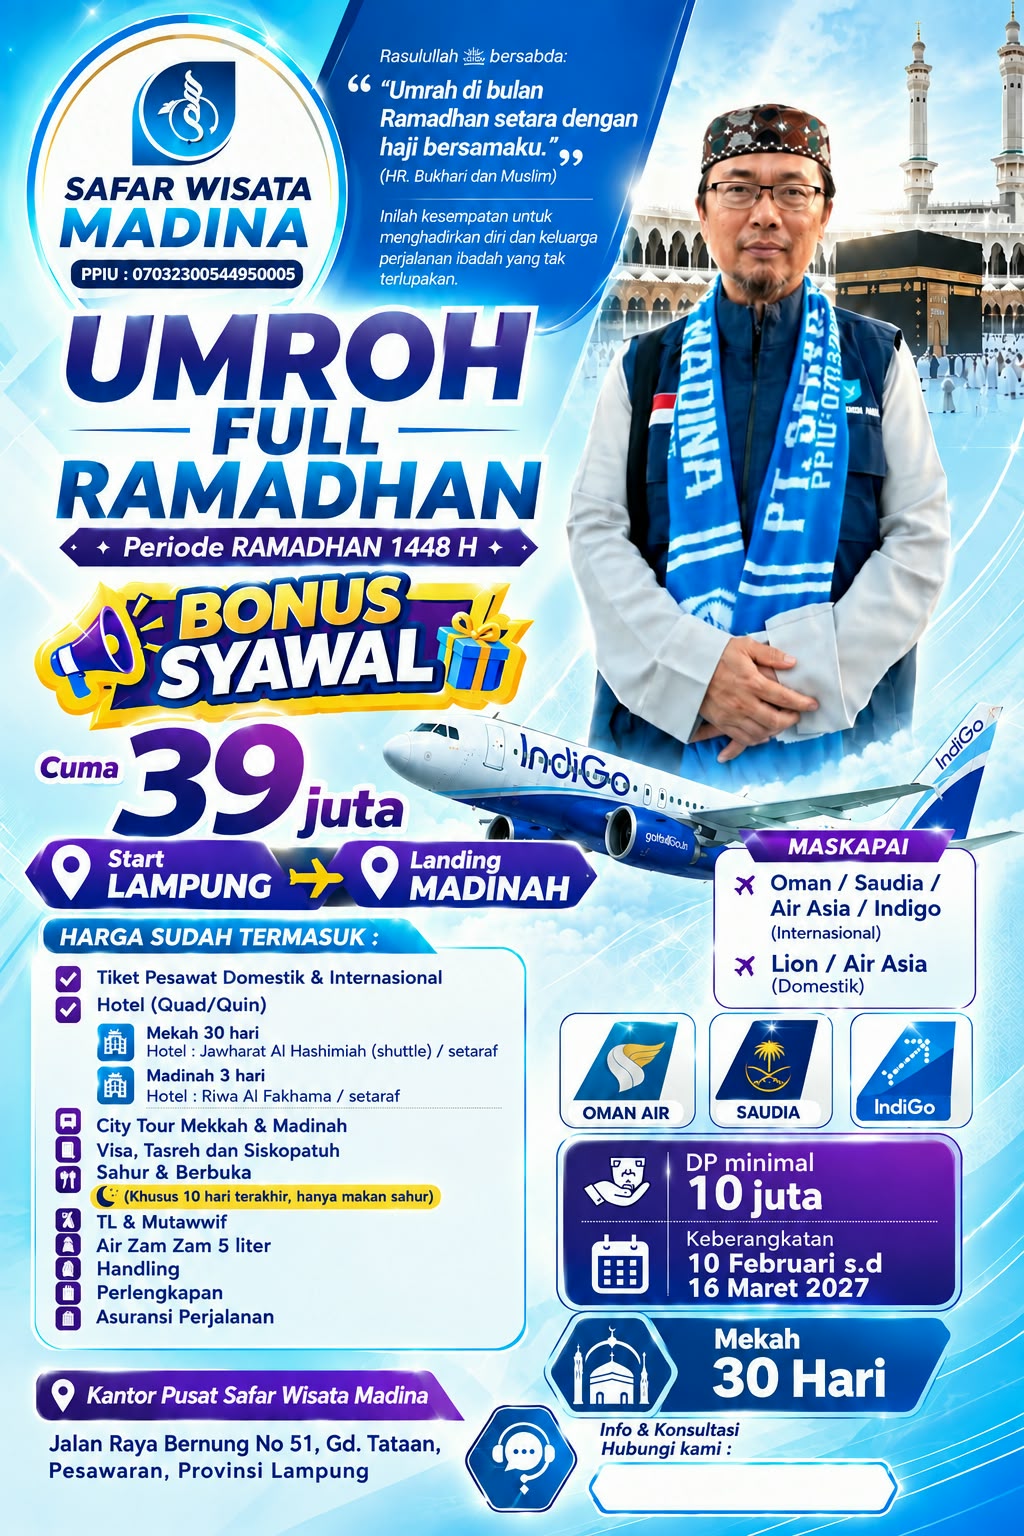 SAFAR WISATA
MADINA
PPIU : 07032300544950005
Rasulullah ﷺ bersabda:
“ “Umrah di bulan
Ramadhan setara dengan
haji bersamaku.” ”
(HR. Bukhari dan Muslim)
Inilah kesempatan untuk
menghadirkan diri dan keluarga
perjalanan ibadah yang tak
terlupakan.
UMROH
FULL
RAMADHAN
Periode RAMADHAN 1448 H
BONUS
SYAWAL
MADINA
PT. SAFAR
Cuma 39 juta
IndiGo
IndiGo
Start
LAMPUNG
Landing
MADINAH
MASKAPAI
Oman / Saudia /
Air Asia / Indigo
(Internasional)
Lion / Air Asia
(Domestik)
HARGA SUDAH TERMASUK :
Tiket Pesawat Domestik & Internasional
Hotel (Quad/Quin)
Mekah 30 hari
Hotel : Jawharat Al Hashimiah (shuttle) / setaraf
Madinah 3 hari
Hotel : Riwa Al Fakhama / setaraf
City Tour Mekkah & Madinah
Visa, Tasreh dan Siskopatuh
Sahur & Berbuka
(Khusus 10 hari terakhir, hanya makan sahur)
TL & Mutawwif
Air Zam Zam 5 liter
Handling
Perlengkapan
Asuransi Perjalanan
OMAN AIR
SAUDIA
IndiGo
DP minimal
10 juta
Keberangkatan
10 Februari s.d
16 Maret 2027
Mekah
30 Hari
Kantor Pusat Safar Wisata Madina
Jalan Raya Bernung No 51, Gd. Tataan,
Pesawaran, Provinsi Lampung
Info & Konsultasi
Hubungi kami :